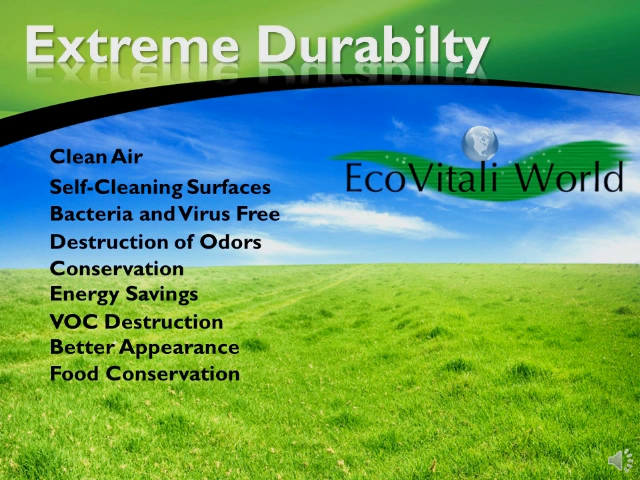 Extreme Durabilty
Clean Air
Self-Cleaning Surfaces
Bacteria and Virus Free
Destruction of Odors
Conservation
Energy Savings
VOC Destruction
Better Appearance
Food Conservation
EcoVitali World